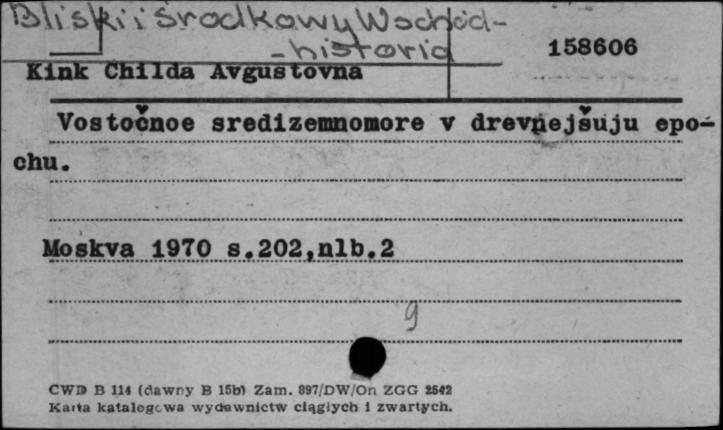 Bliski i Środkowy Wschód-
-historia
158606
Kink Childa Avgustovna
Vostočnoe sredizemnomore v drevnejšuju epo-
chu.
Moskva 1970 s.202,nlb.2
9
CWD B 114 (dawny B 15b) Zam. 897/DW/On ZGG 2542
Karta katalogowa wydawnictw ciągłych i zwartych.